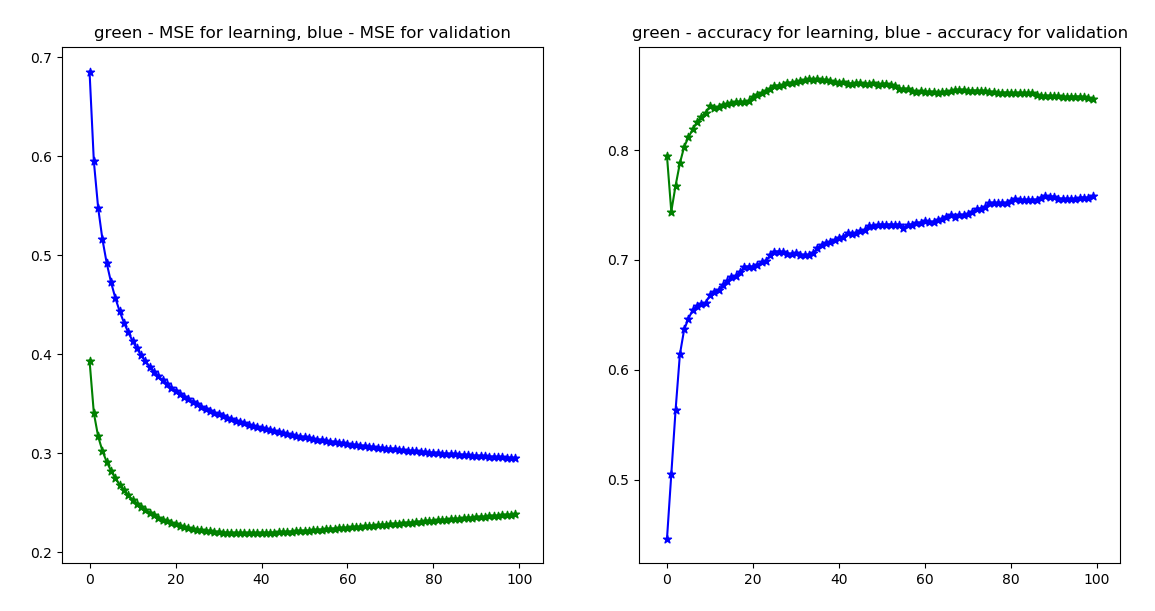 green - MSE for learning, blue - MSE for validation
0.7
0.6
0.5
0.4
0.3
0.2
0 20 40 60 80 100
green - accuracy for learning, blue - accuracy for validation
0.8
0.7
0.6
0.5
0 20 40 60 80 100